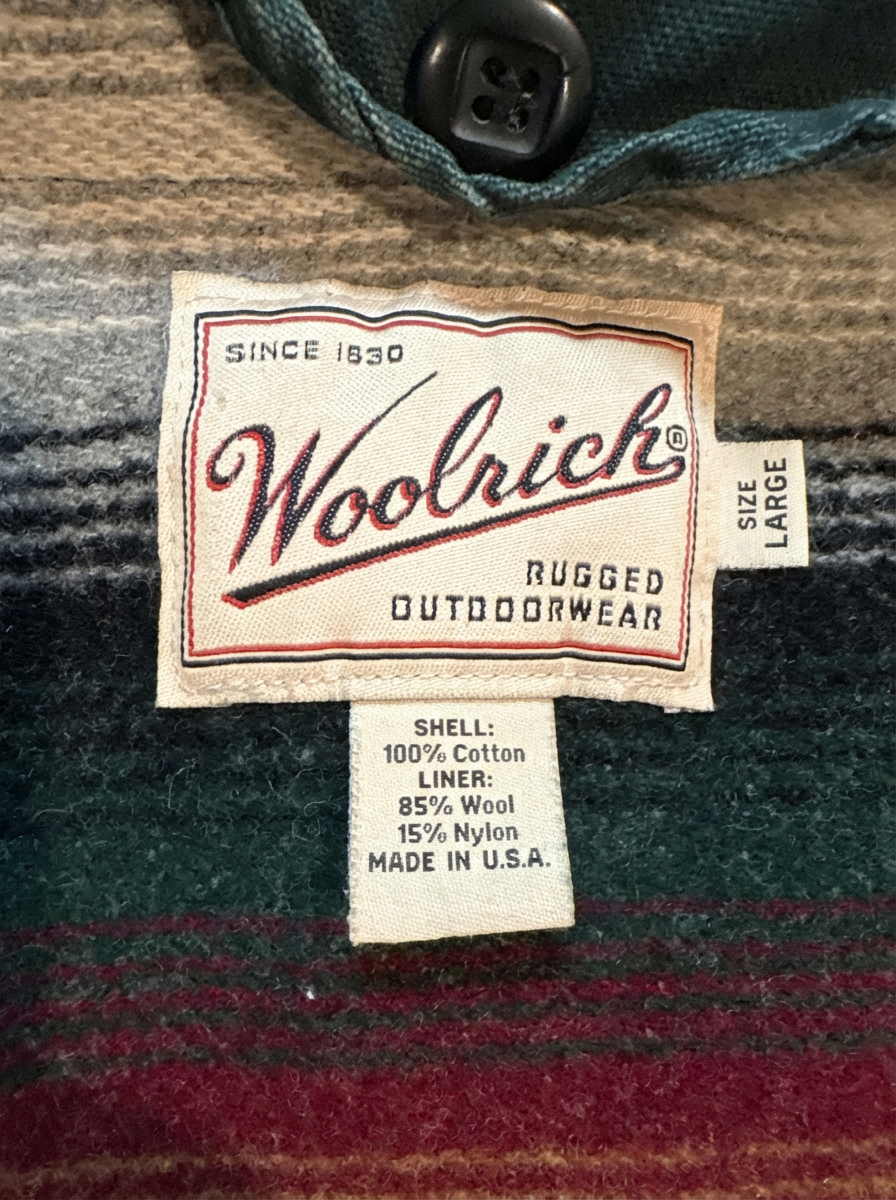 SINCE 1830
Woolrich®
RUGGED
OUTDOORWEAR
SIZE
LARGE
SHELL:
100% Cotton
LINER:
85% Wool
15% Nylon
MADE IN U.S.A.